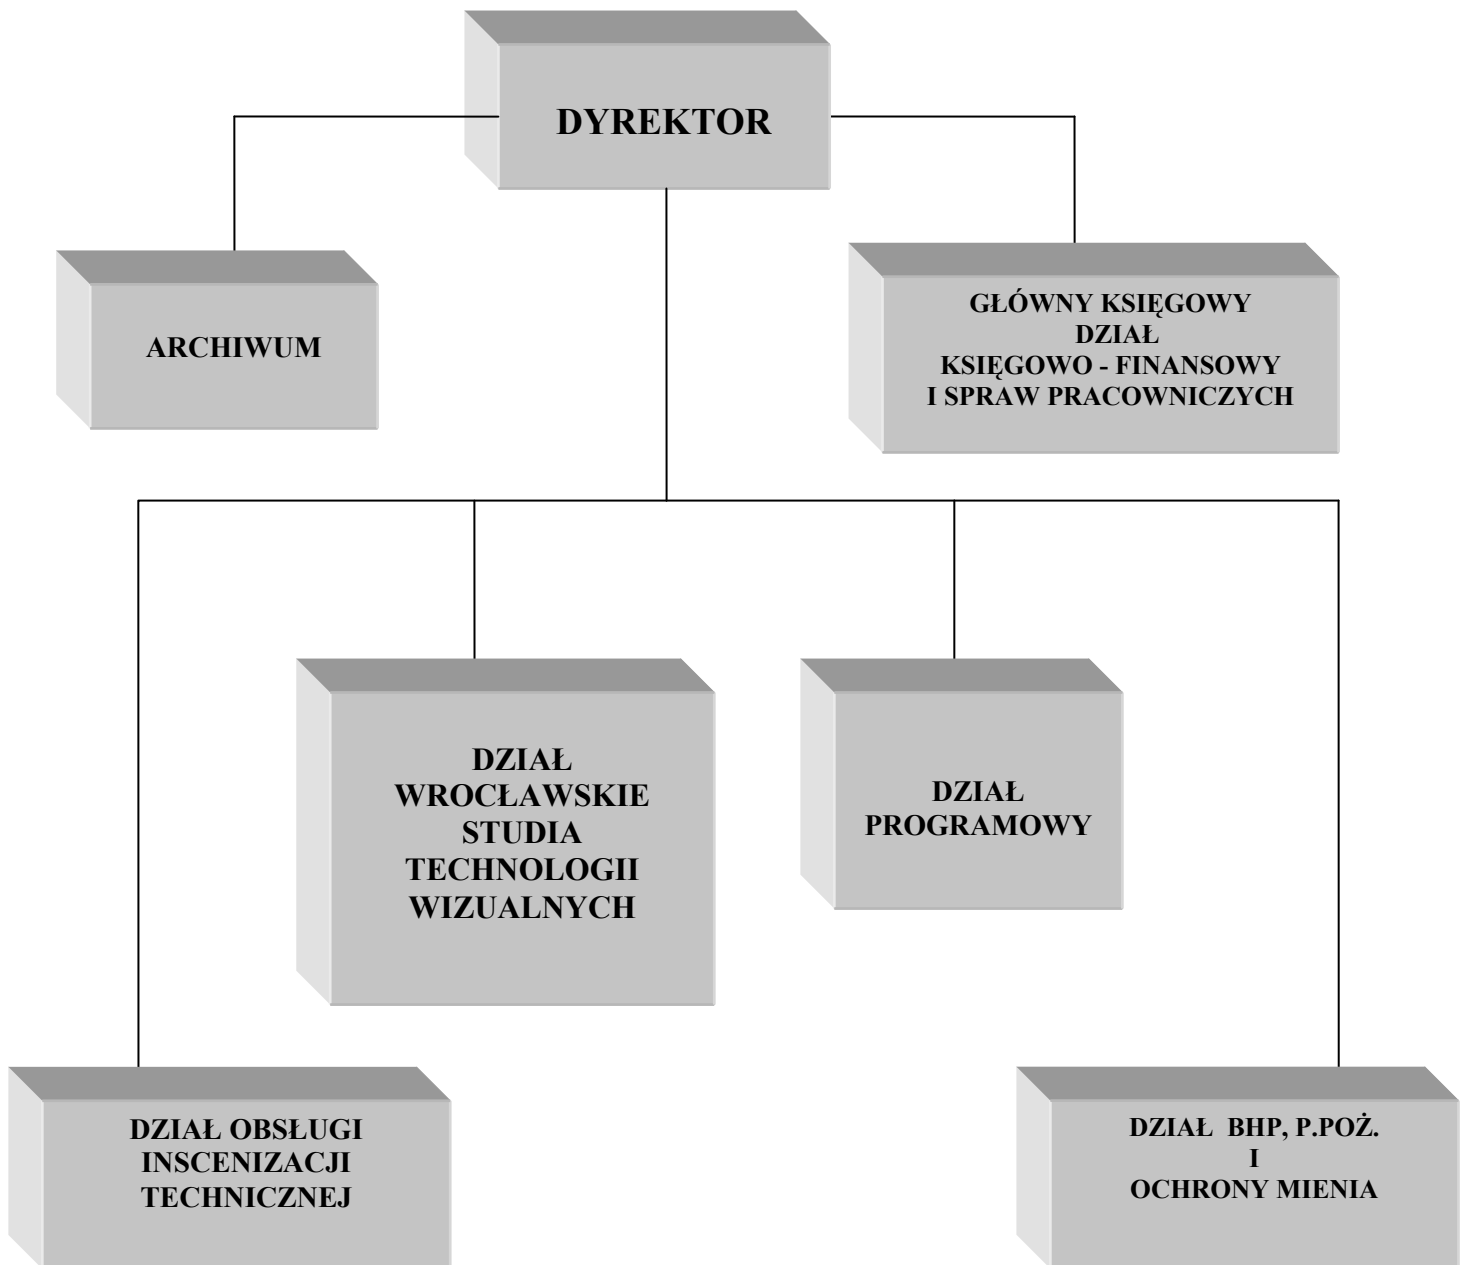 DYREKTOR
ARCHIWUM
GŁÓWNY KSIĘGOWY
DZIAŁ
KSIĘGOWO - FINANSOWY
I SPRAW PRACOWNICZYCH
DZIAŁ
WROCŁAWSKIE
STUDIA
TECHNOLOGII
WIZUALNYCH
DZIAŁ
PROGRAMOWY
DZIAŁ OBSŁUGI
INSCENIZACJI
TECHNICZNEJ
DZIAŁ BHP, P.POŻ.
I
OCHRONY MIENIA